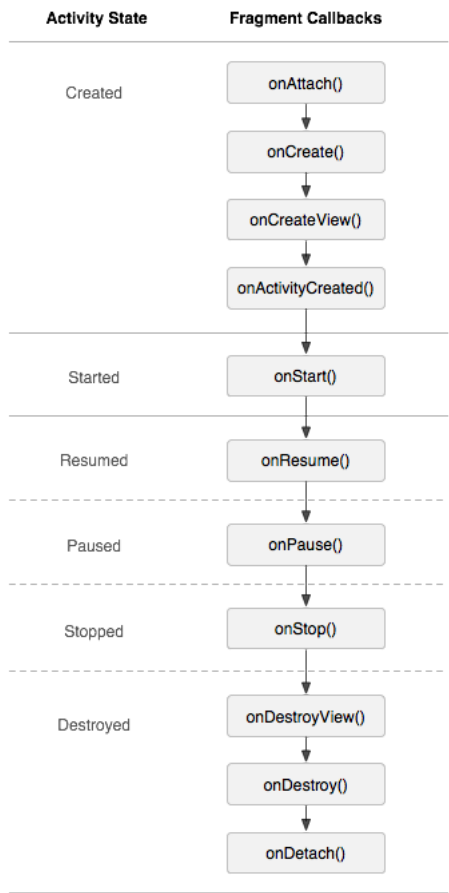 Activity State Fragment Callbacks
Created
onAttach()
onCreate()
onCreateView()
onActivityCreated()
Started onStart()
Resumed onResume()
Paused onPause()
Stopped onStop()
Destroyed onDestroyView()
onDestroy()
onDetach()